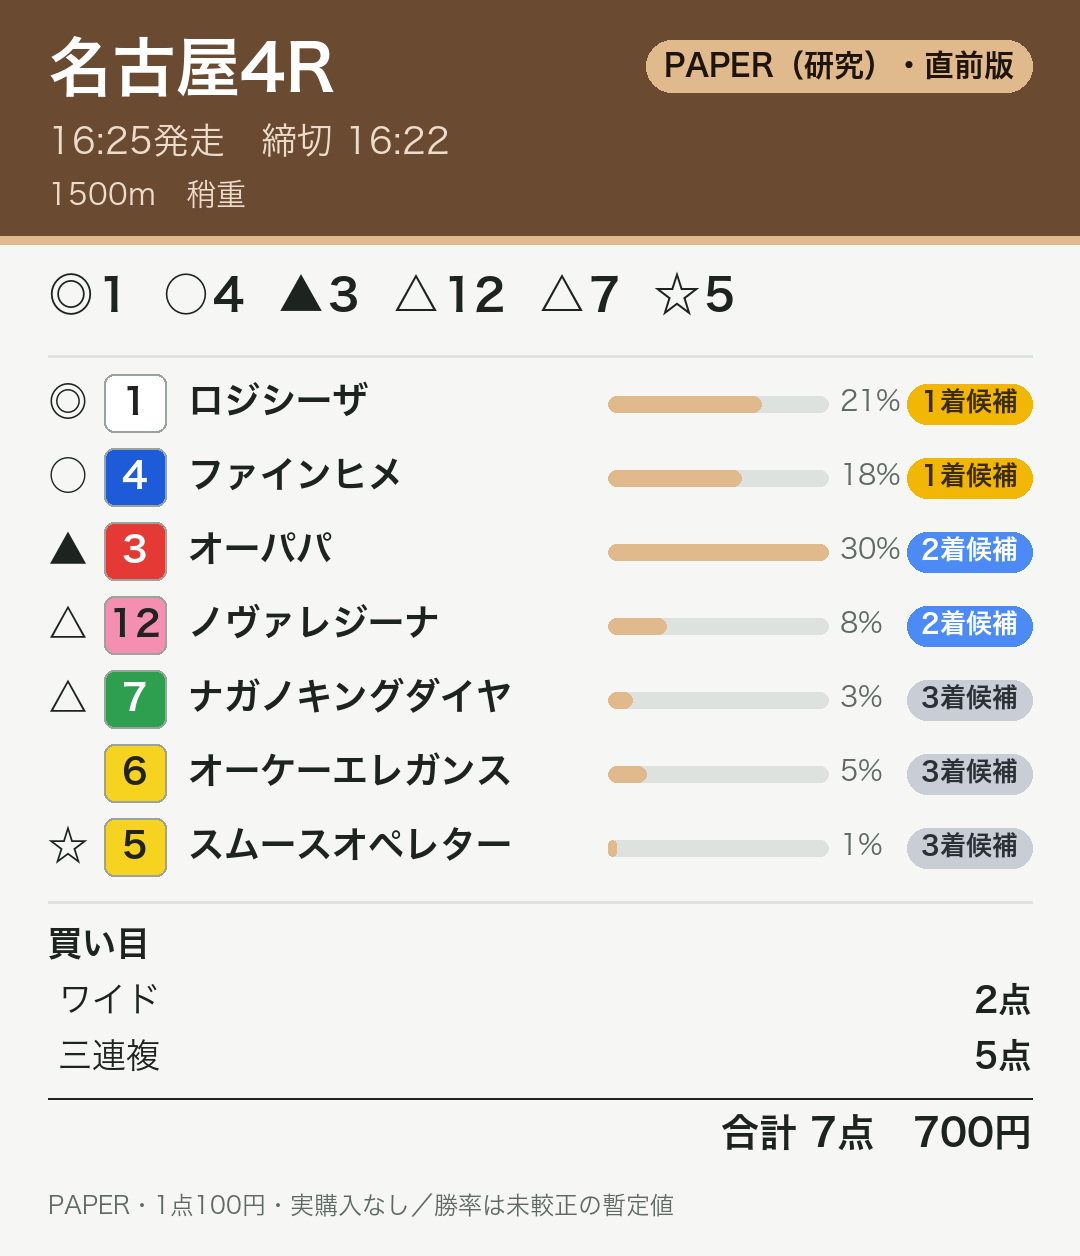 名古屋4R
PAPER（研究）・直前版
16:25発走　締切 16:22
1500m　稍重
◎1 ○4 ▲3 △12 △7 ☆5
◎ 1 ロジシーザ 21% 1着候補
○ 4 ファインヒメ 18% 1着候補
▲ 3 オーパパ 30% 2着候補
△ 12 ノヴァレジーナ 8% 2着候補
△ 7 ナガノキングダイヤ 3% 3着候補
6 オーケーエレガンス 5% 3着候補
☆ 5 スムースオペレター 1% 3着候補
買い目
ワイド 2点
三連複 5点
合計 7点　700円
PAPER・1点100円・実購入なし／勝率は未較正の暫定値